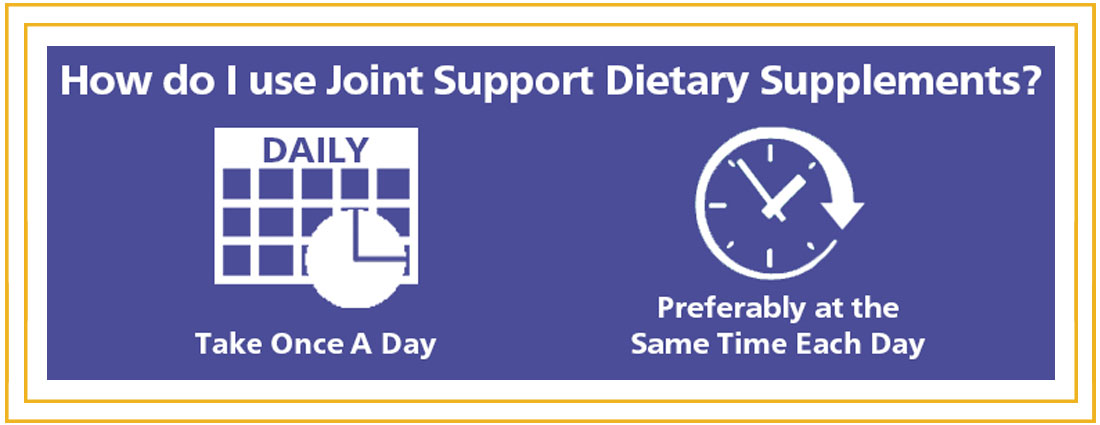 How do I use Joint Support Dietary Supplements?
DAILY
Take Once A Day
Preferably at the
Same Time Each Day